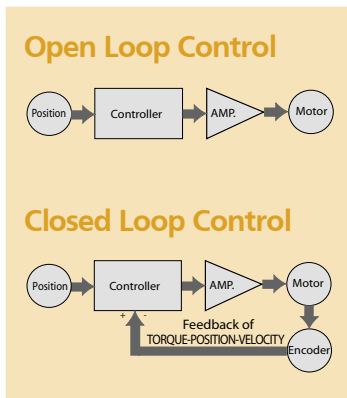 Open Loop Control
Position
Controller
AMP.
Motor
Closed Loop Control
Position
Controller
AMP.
Motor
+ -
Feedback of
TORQUE-POSITION-VELOCITY
Encoder